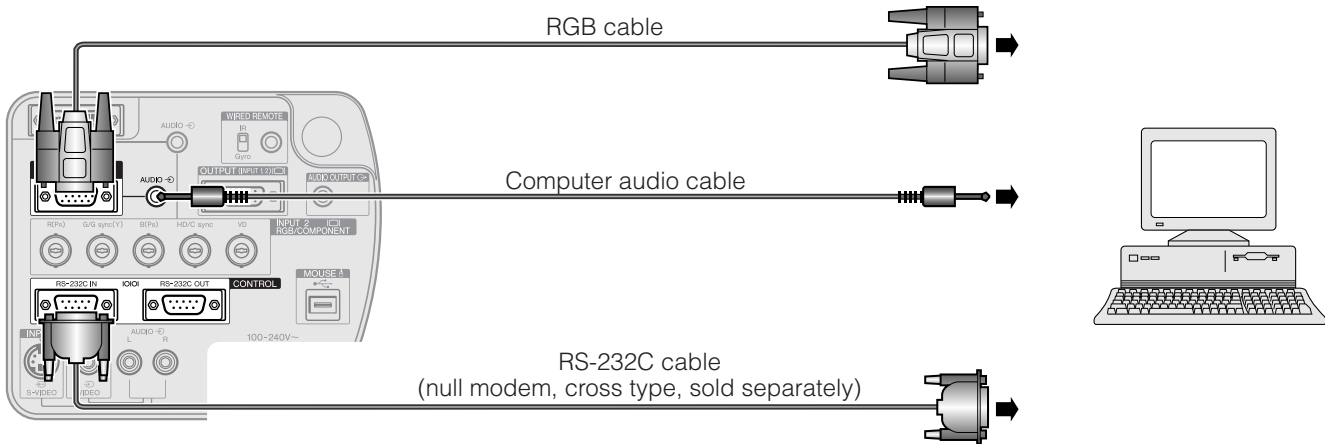 RGB cable
WIRED REMOTE
IR
Gyro
AUDIO
AUDIO
OUTPUT (INPUT 1, 2)
AUDIO OUTPUT
Computer audio cable
R(PR) G/G sync(Y) B(PB) HD/C sync VD
INPUT 2
RGB/COMPONENT
MOUSE
RS-232C IN IOIOI RS-232C OUT CONTROL
AUDIO
L R
100-240V~
S-VIDEO VIDEO
RS-232C cable
(null modem, cross type, sold separately)